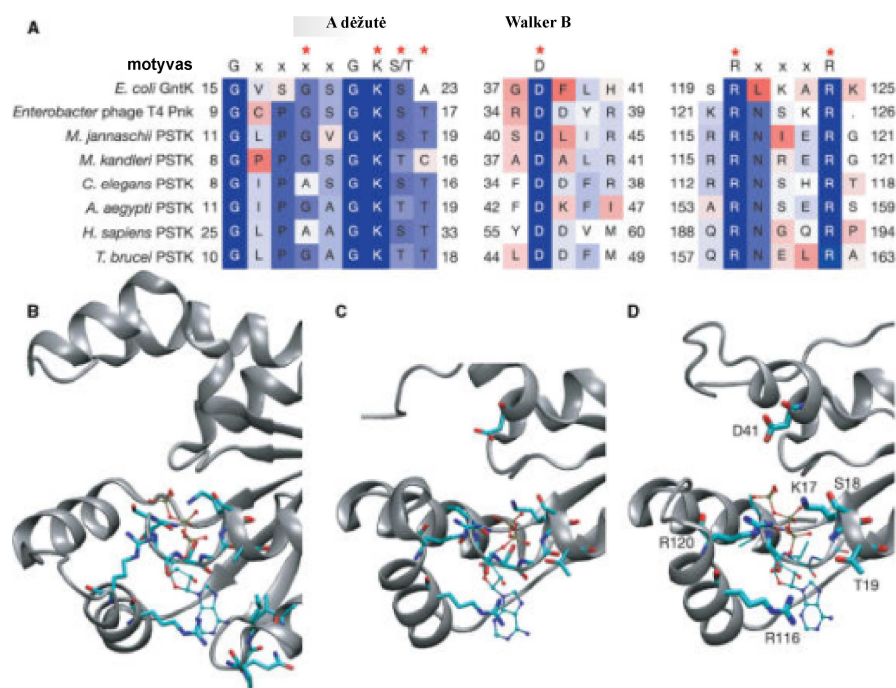 A dėžutė Walker B
A
* * * * * * *
motyvas G x x x x G K S/T D R x x x R
E. coli GntK 15 G V S G S G K S A 23 37 G D F L H 41 119 S R L K A R K 125
Enterobacter phage T4 Pnk 9 G C P G S G K S T 17 34 R D D Y R 39 121 K R N S K R . 126
M. jannaschii PSTK 11 G L P G V G K S T 19 40 S D L I R 45 115 R R N I E R G 121
M. kandleri PSTK 8 G P P G S G K T C 16 37 A D A L R 41 115 R R N R E R G 121
C. elegans PSTK 8 G I P A S G K S T 16 34 F D D F R 38 112 R R N S H R T 118
A. aegypti PSTK 11 G I P G A G K T T 19 42 F D K F I 47 153 A R N S E R S 159
H. sapiens PSTK 25 G L P A A G K S T 33 55 Y D D V M 60 188 Q R N G Q R P 194
T. brucei PSTK 10 G L P G A G K T T 18 44 L D D F M 49 157 Q R N E L R A 163
B C D
D41
K17 S18
R120
T19
R116